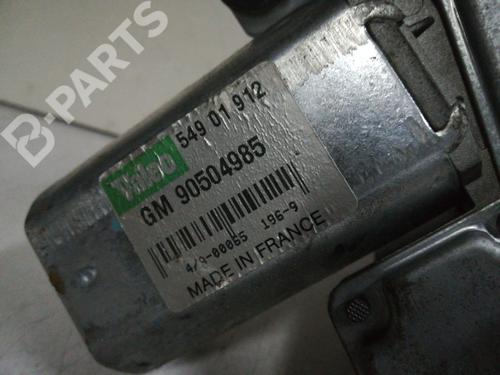 B-PARTS
Valeo
549 01 912
GM 90504985
4/9-00055 196-9
MADE IN FRANCE